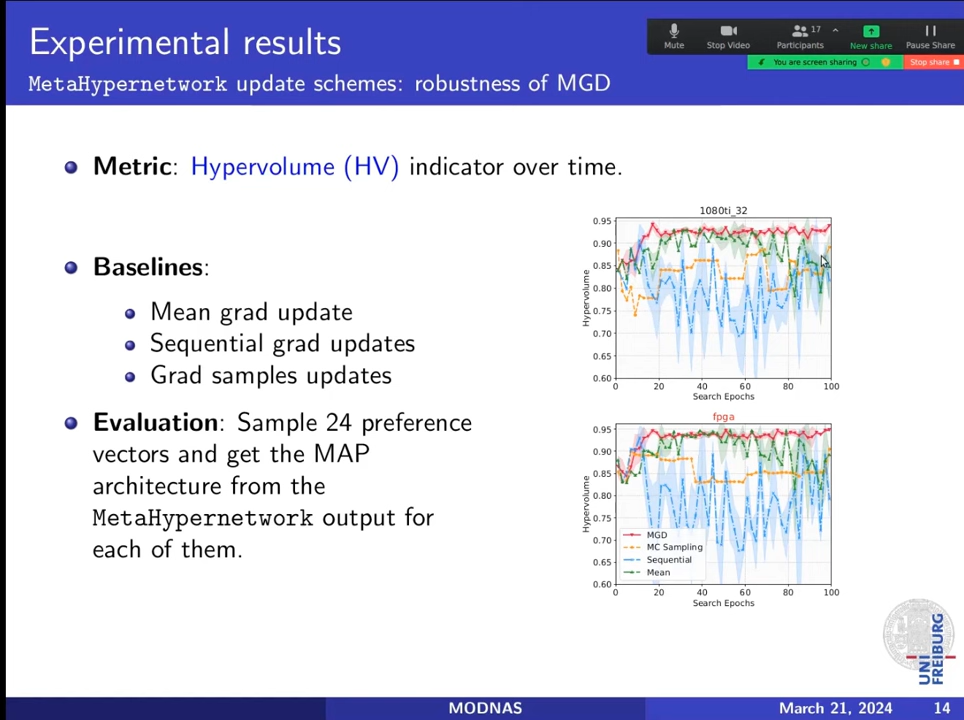 Experimental results
MetaHypernetwork update schemes: robustness of MGD
Mute
Stop Video
Participants
17
New share
Pause Share
You are screen sharing
Stop share
Metric: Hypervolume (HV) indicator over time.
Baselines:
Mean grad update
Sequential grad updates
Grad samples updates
Evaluation: Sample 24 preference
vectors and get the MAP
architecture from the
MetaHypernetwork output for
each of them.
1080ti_32
Hypervolume
0.95
0.90
0.85
0.80
0.75
0.70
0.65
0.60
0 20 40 60 80 100
Search Epochs
fpga
Hypervolume
0.95
0.90
0.85
0.80
0.75
0.70
0.65
0.60
MGD
MC Sampling
Sequential
Mean
0 20 40 60 80 100
Search Epochs
UNI
FREIBURG
MODNAS
March 21, 2024
14